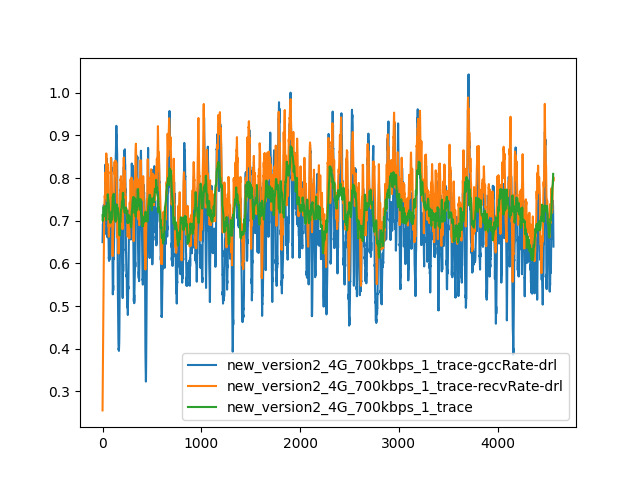 1.0
0.9
0.8
0.7
0.6
0.5
0.4
0.3
new_version2_4G_700kbps_1_trace-gccRate-drl
new_version2_4G_700kbps_1_trace-recvRate-drl
new_version2_4G_700kbps_1_trace
0 1000 2000 3000 4000